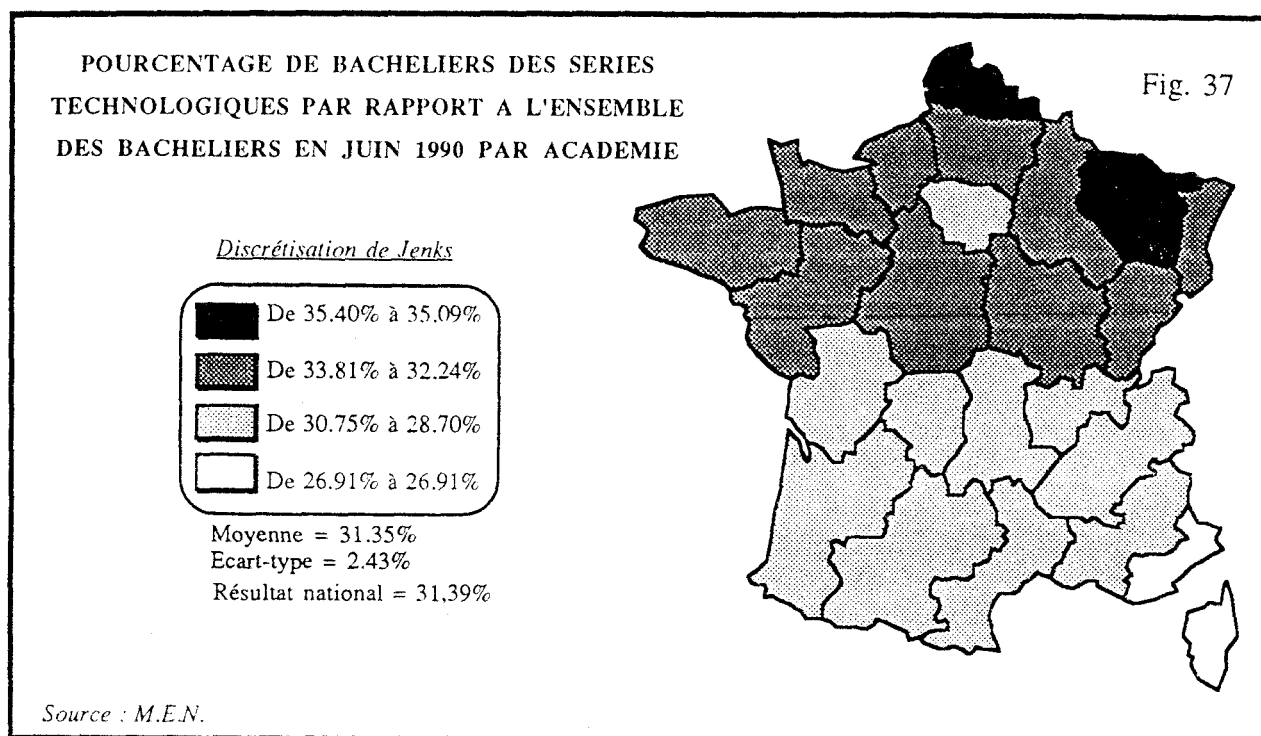 POURCENTAGE DE BACHELIERS DES SERIES
TECHNOLOGIQUES PAR RAPPORT A L'ENSEMBLE
DES BACHELIERS EN JUIN 1990 PAR ACADEMIE
Fig. 37
Discrétisation de Jenks
De 35.40% à 35.09%
De 33.81% à 32.24%
De 30.75% à 28.70%
De 26.91% à 26.91%
Moyenne = 31.35%
Ecart-type = 2.43%
Résultat national = 31,39%
Source : M.E.N.